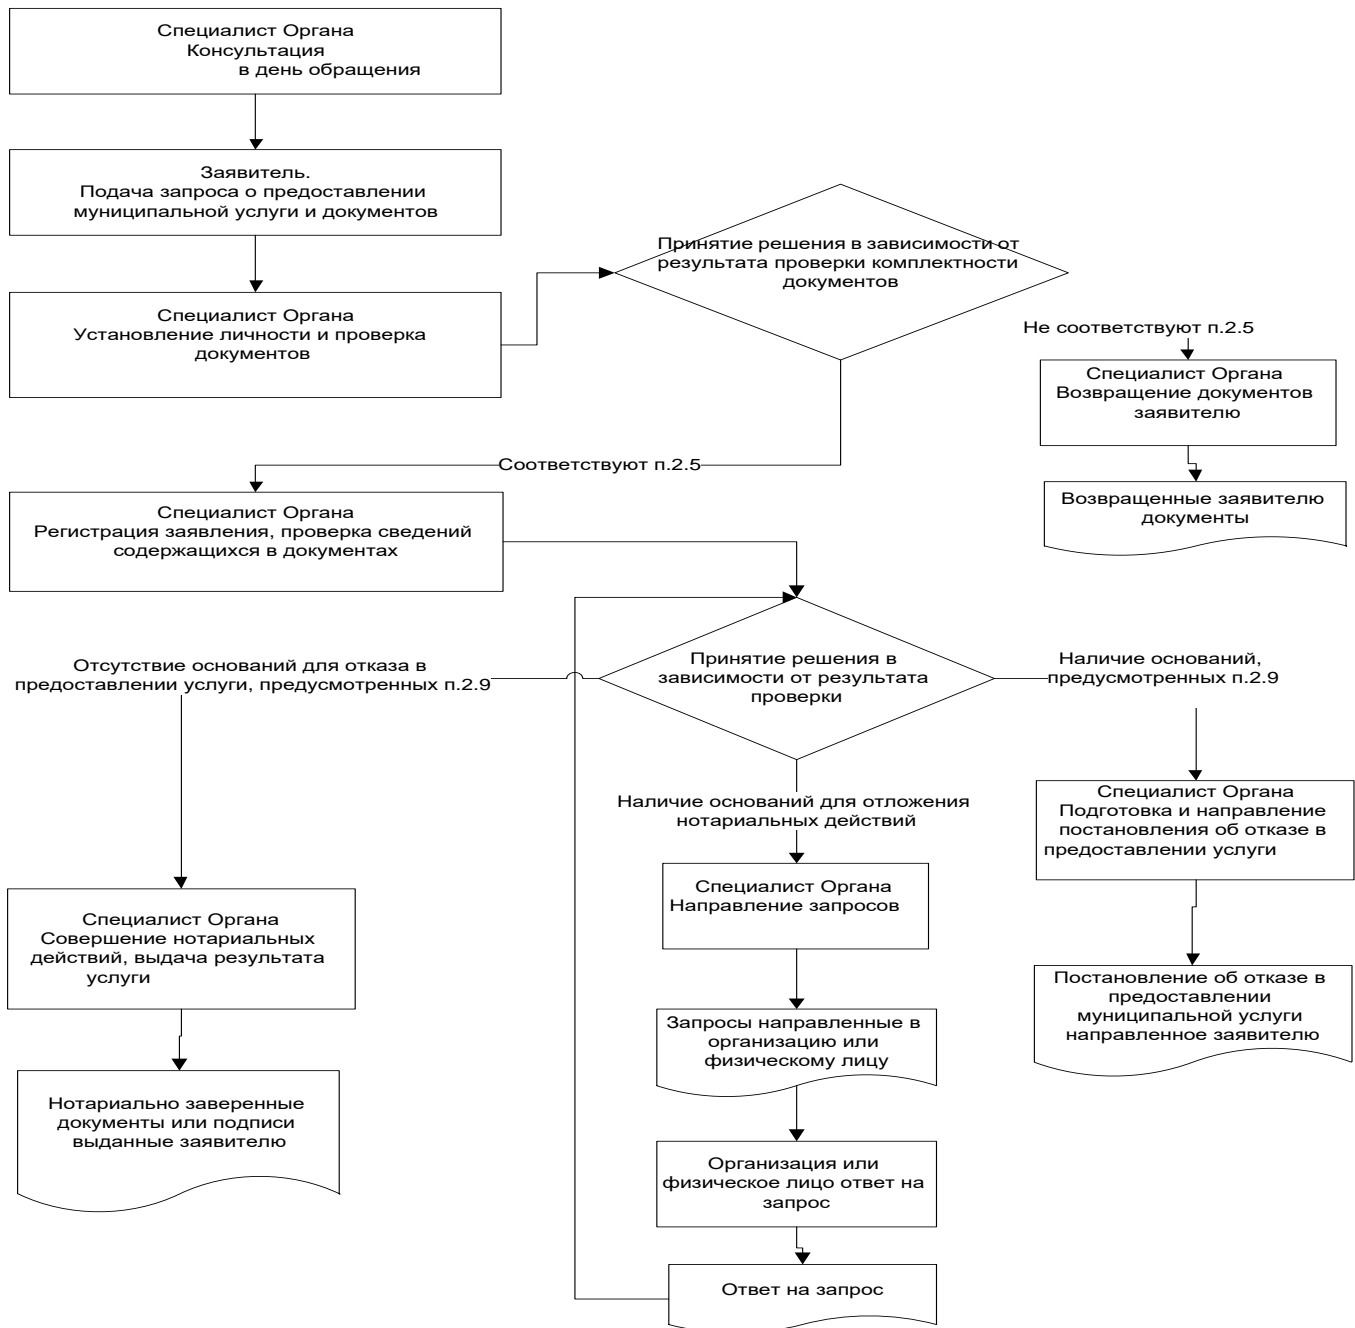 Специалист Органа
Консультация
в день обращения
Заявитель.
Подача запроса о предоставлении
муниципальной услуги и документов
Специалист Органа
Установление личности и проверка
документов
Принятие решения в зависимости от
результата проверки комплектности
документов
Не соответствуют п.2.5
Специалист Органа
Возвращение документов
заявителю
Возвращенные заявителю
документы
Соответствуют п.2.5
Специалист Органа
Регистрация заявления, проверка сведений
содержащихся в документах
Принятие решения в
зависимости от результата
проверки
Отсутствие оснований для отказа в
предоставлении услуги, предусмотренных п.2.9
Наличие оснований,
предусмотренных п.2.9
Наличие оснований для отложения
нотариальных действий
Специалист Органа
Подготовка и направление
постановления об отказе в
предоставлении услуги
Специалист Органа
Направление запросов
Специалист Органа
Совершение нотариальных
действий, выдача результата
услуги
Постановление об отказе в
предоставлении
муниципальной услуги
направленное заявителю
Запросы направленные в
организацию или
физическому лицу
Нотариально заверенные
документы или подписи
выданные заявителю
Организация или
физическое лицо ответ на
запрос
Ответ на запрос